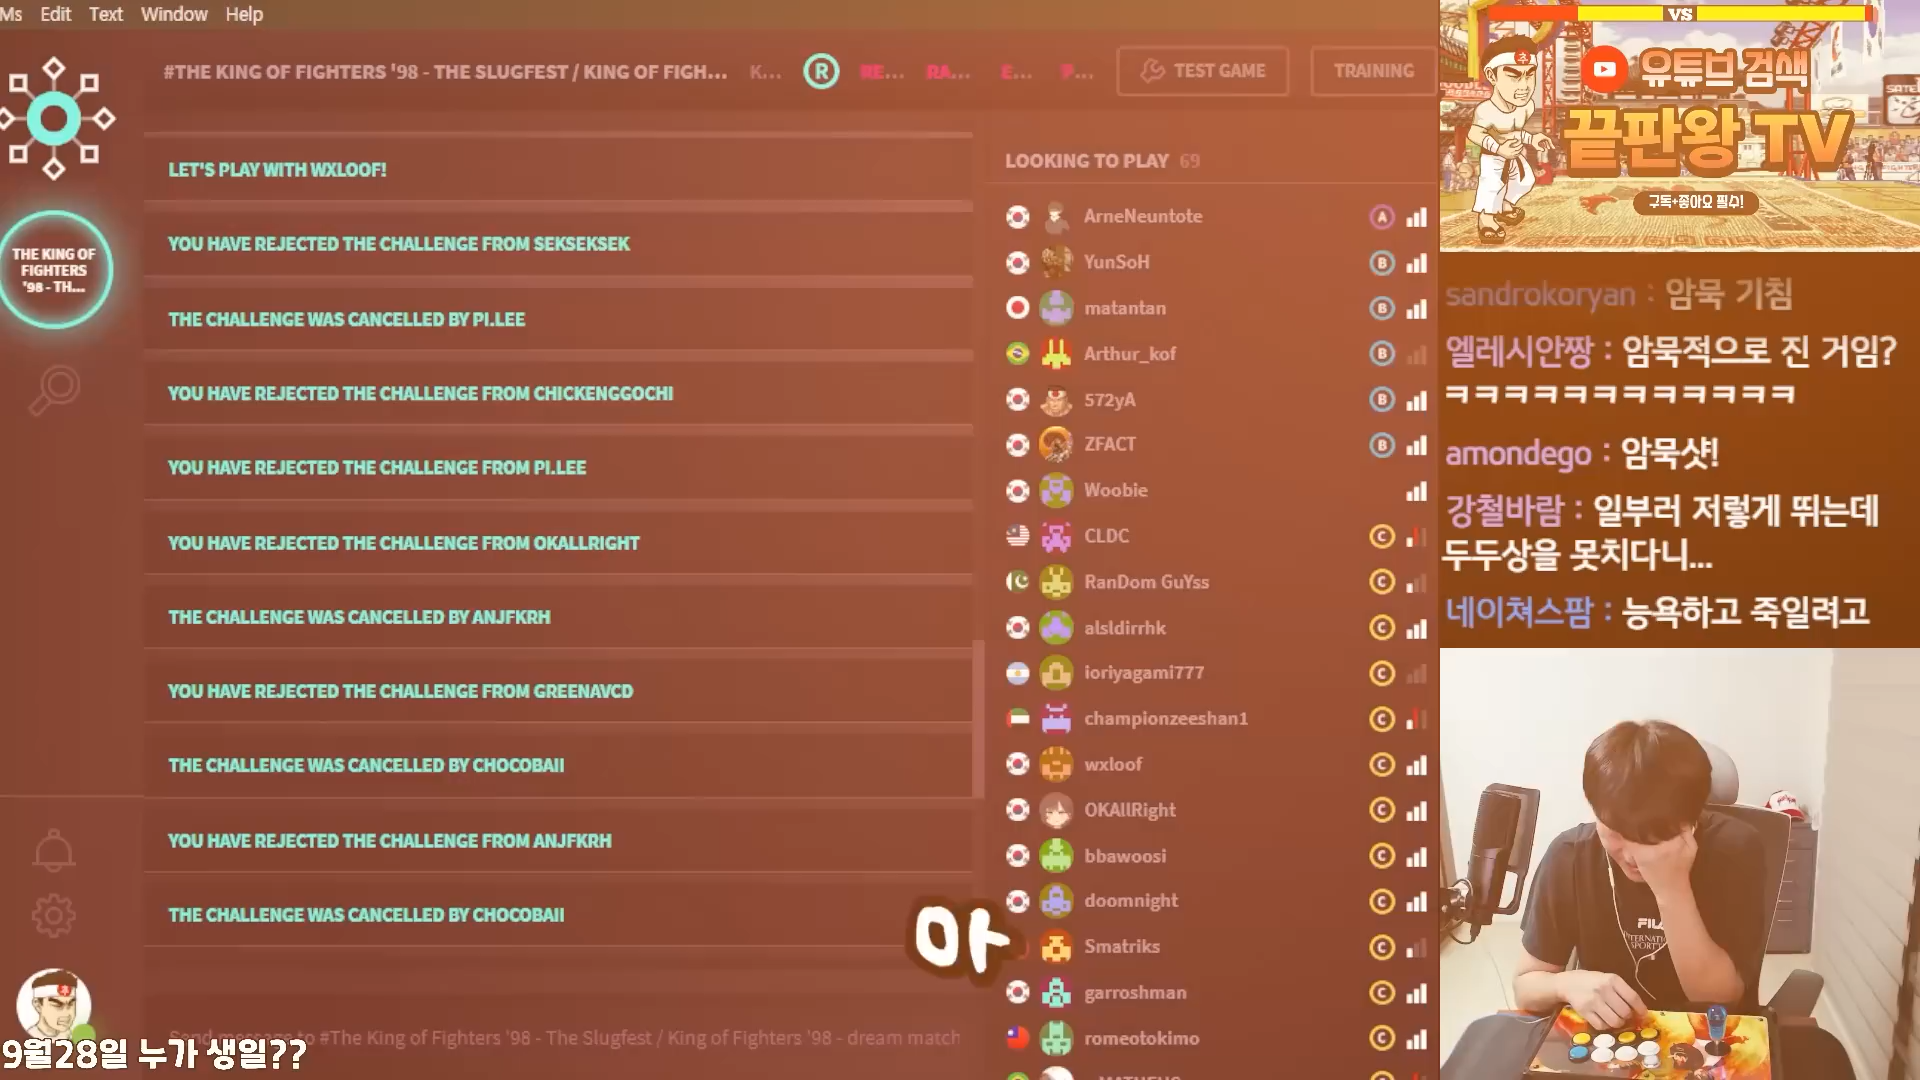 Ms Edit Text Window Help
#THE KING OF FIGHTERS '98 - THE SLUGFEST / KING OF FIGH... K... R RE... RA... E... P... TEST GAME TRAINING
THE KING OF
FIGHTERS
'98 - TH...
LET'S PLAY WITH WXLOOF!
YOU HAVE REJECTED THE CHALLENGE FROM SEKSEKSEK
THE CHALLENGE WAS CANCELLED BY PI.LEE
YOU HAVE REJECTED THE CHALLENGE FROM CHICKENGGOCHI
YOU HAVE REJECTED THE CHALLENGE FROM PI.LEE
YOU HAVE REJECTED THE CHALLENGE FROM OKALLRIGHT
THE CHALLENGE WAS CANCELLED BY ANJFKRH
YOU HAVE REJECTED THE CHALLENGE FROM GREENAVCD
THE CHALLENGE WAS CANCELLED BY CHOCOBAII
YOU HAVE REJECTED THE CHALLENGE FROM ANJFKRH
THE CHALLENGE WAS CANCELLED BY CHOCOBAII
Send message to #The King of Fighters '98 - The Slugfest / King of Fighters '98 - dream match
9월28일 누가 생일??
아
LOOKING TO PLAY 69
ArneNeuntote A
YunSoH B
matantan B
Arthur_kof B
572yA B
ZFACT B
Woobie
CLDC C
RanDom GuYss C
alsldirrhk C
ioriyagami777 C
championzeeshan1 C
wxloof C
OKAllRight C
bbawoosi C
doomnight C
Smatriks C
garroshman C
romeotokimo C
VS
유튜브 검색
끝판왕 TV
구독+좋아요 필수!
sandrokoryan : 암묵 기침
엘레시안짱 : 암묵적으로 진 거임?
ㅋㅋㅋㅋㅋㅋㅋㅋㅋㅋㅋㅋ
amondego : 암묵샷!
강철바람 : 일부러 저렇게 뛰는데
두두상을 못치다니...
네이쳐스팜 : 능욕하고 죽일려고
FILA